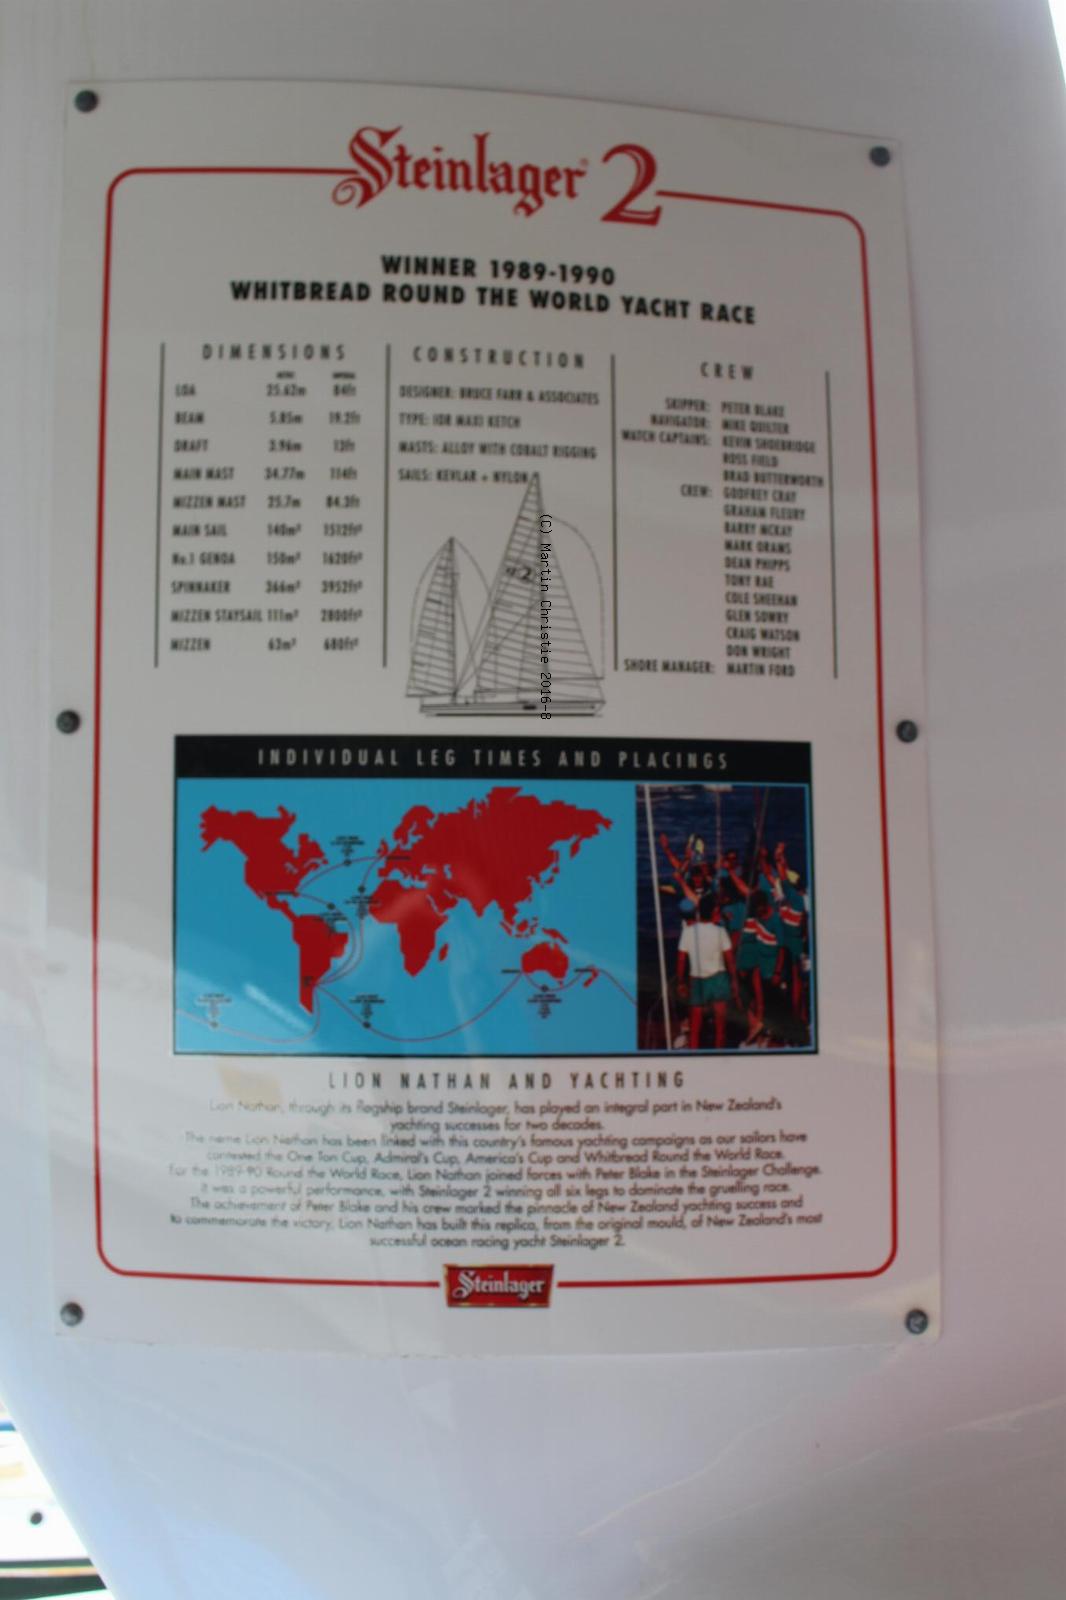 Steinlager® 2
WINNER 1989-1990
WHITBREAD ROUND THE WORLD YACHT RACE
DIMENSIONS
METRIC IMPERIAL
LOA 25.62m 84ft
BEAM 5.85m 19.2ft
DRAFT 3.96m 13ft
MAIN MAST 34.77m 114ft
MIZZEN MAST 25.7m 84.3ft
MAIN SAIL 140m² 1512ft²
No.1 GENOA 150m² 1620ft²
SPINNAKER 366m² 3952ft²
MIZZEN STAYSAIL 111m² 2800ft²
MIZZEN 63m² 680ft²
CONSTRUCTION
DESIGNER: BRUCE FARR & ASSOCIATES
TYPE: IOR MAXI KETCH
MASTS: ALLOY WITH COBALT RIGGING
SAILS: KEVLAR + NYLON
CREW
SKIPPER: PETER BLAKE
NAVIGATOR: MIKE QUILTER
WATCH CAPTAINS: KEVIN SHOEBRIDGE
ROSS FIELD
BRAD BUTTERWORTH
CREW: GODFREY CRAY
GRAHAM FLEURY
BARRY MCKAY
MARK ORAMS
DEAN PHIPPS
TONY RAE
COLE SHEEHAN
GLEN SOWRY
CRAIG WATSON
DON WRIGHT
SHORE MANAGER: MARTIN FORD
(C) Martin Christie 2016-8
INDIVIDUAL LEG TIMES AND PLACINGS
LION NATHAN AND YACHTING
Lion Nathan, through its flagship brand Steinlager, has played an integral part in New Zealand's
yachting successes for two decades.
The name Lion Nathan has been linked with this country's famous yachting campaigns as our sailors have
contested the One Ton Cup, Admiral's Cup, America's Cup and Whitbread Round the World Race.
For the 1989-90 Round the World Race, Lion Nathan joined forces with Peter Blake in the Steinlager Challenge.
It was a powerful performance, with Steinlager 2 winning all six legs to dominate the gruelling race.
The achievement of Peter Blake and his crew marked the pinnacle of New Zealand yachting success and
to commemorate the victory, Lion Nathan has built this replica, from the original mould, of New Zealand's most
successful ocean racing yacht Steinlager 2.
Steinlager